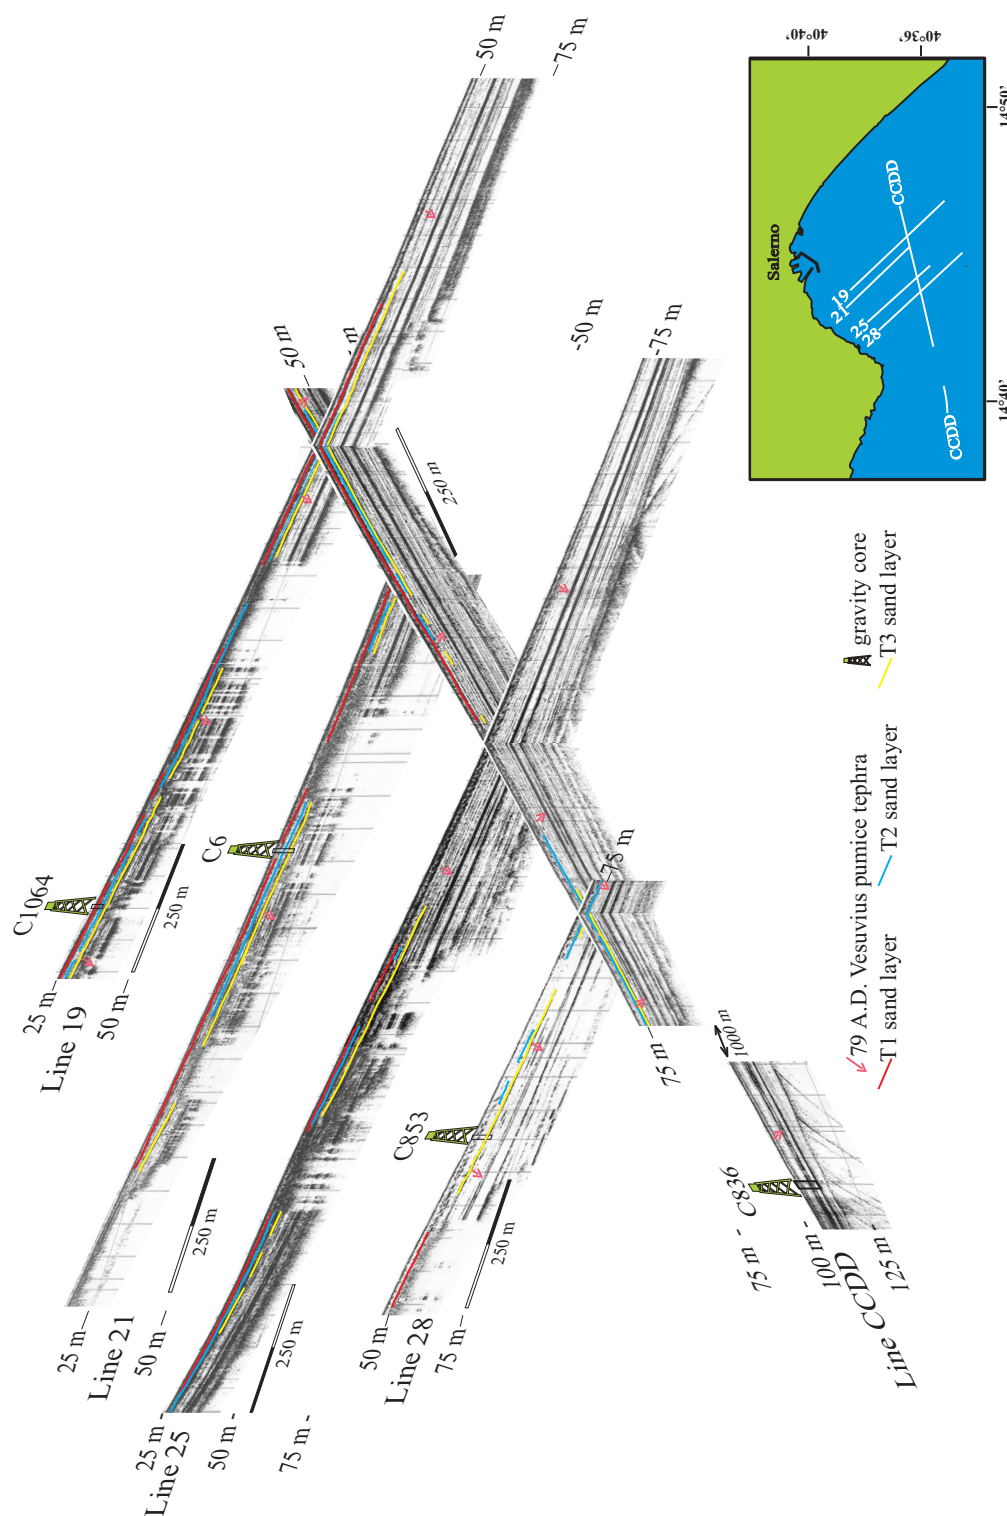 50 m
75 m
50 m
m
C1064
250 m
25 m
50 m
Line 19
C6
250 m
-50 m
75 m
25 m
50 m
Line 21
250 m
25 m -
50 m -
75 m -
Line 25
250 m
C853
50 m
75 m
Line 28
250 m
75 m
75 m
1000 m
C836
75 m -
100 m
125 m
Line CCDD
79 A.D. Vesuvius pumice tephra
gravity core
T1 sand layer
T2 sand layer
T3 sand layer
Salerno
19
21
25
28
CCDD
CCDD
40°40'
40°36'
14°40'
14°50'